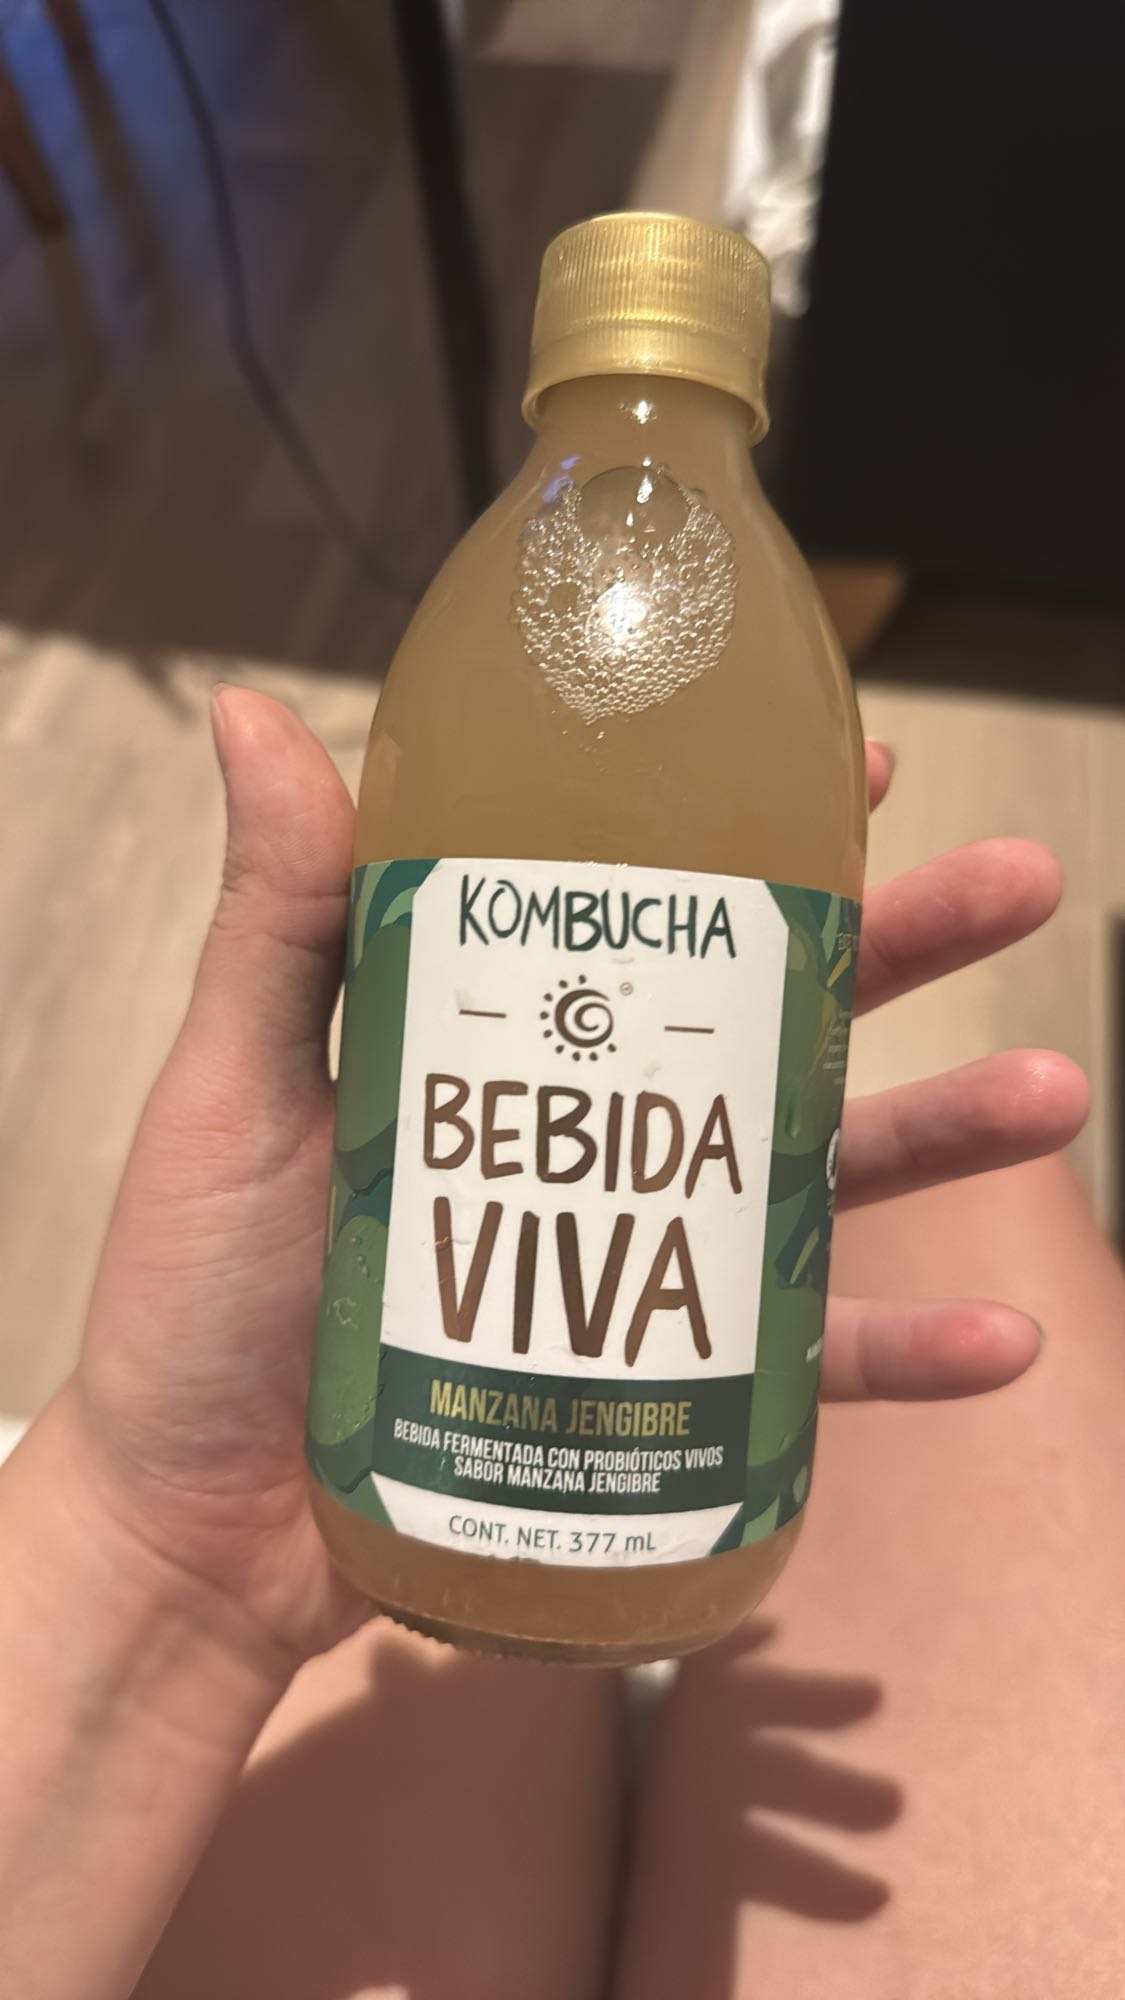 KOMBUCHA
BEBIDA
VIVA
MANZANA JENGIBRE
BEBIDA FERMENTADA CON PROBIÓTICOS VIVOS
SABOR MANZANA JENGIBRE
CONT. NET. 377 mL